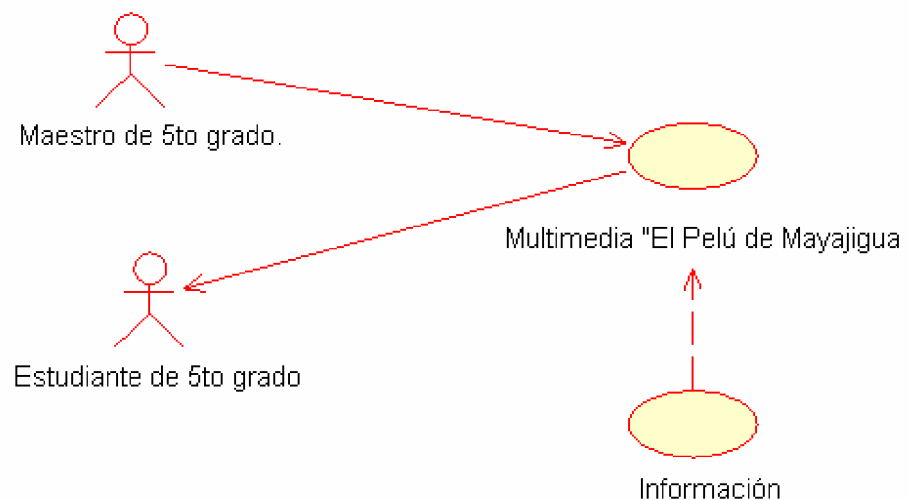 Maestro de 5to grado.
Multimedia "El Pelú de Mayajigua
Estudiante de 5to grado
Información